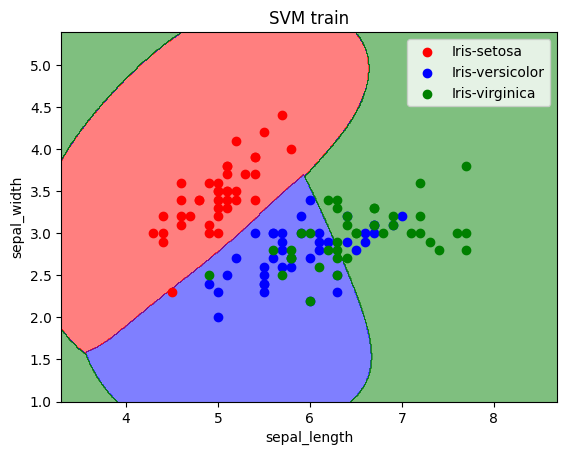 SVM train
Iris-setosa
Iris-versicolor
Iris-virginica
5.0
4.5
4.0
3.5
3.0
2.5
2.0
1.5
1.0
sepal_width
4 5 6 7 8
sepal_length